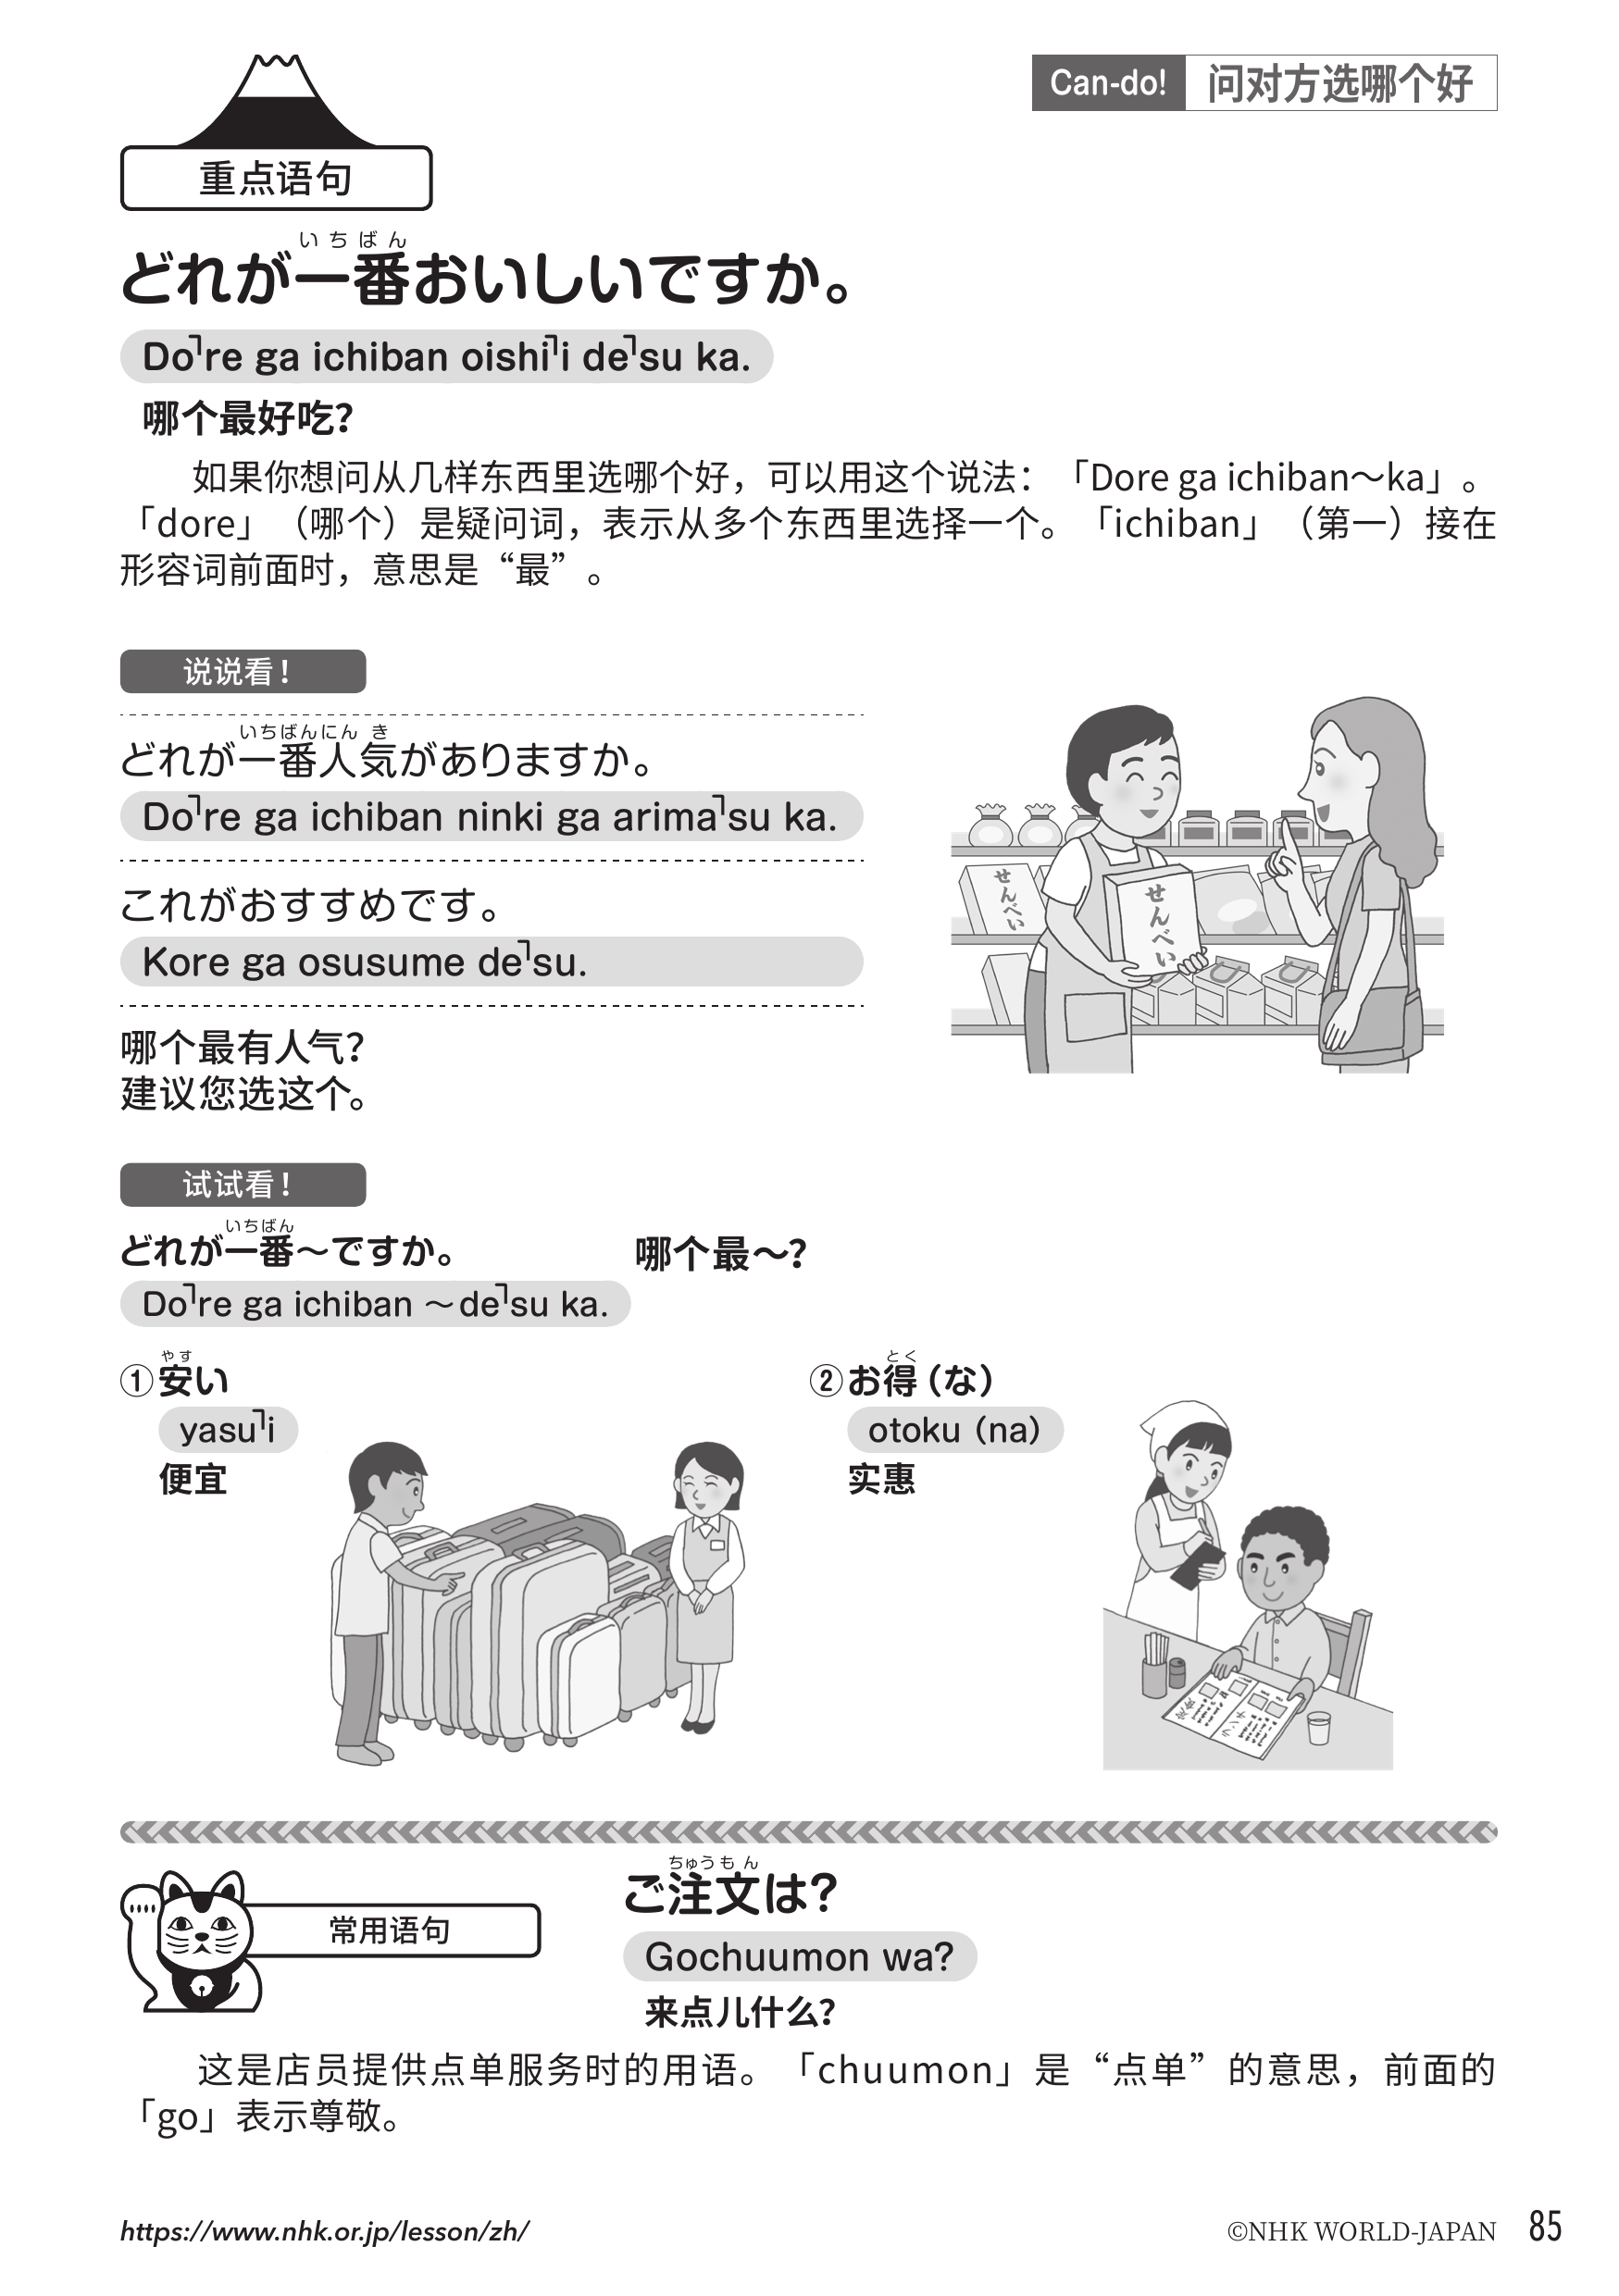 Can-do! 问对方选哪个好
重点语句
いちばん
どれが一番おいしいですか。
Do꜓re ga ichiban oishi꜓i de꜓su ka.
哪个最好吃?
如果你想问从几样东西里选哪个好，可以用这个说法：「Dore ga ichiban～ka」。
「dore」（哪个）是疑问词，表示从多个东西里选择一个。「ichiban」（第一）接在
形容词前面时，意思是“最”。
说说看！
いちばんにん き
どれが一番人気がありますか。
Do꜓re ga ichiban ninki ga arima꜓su ka.
これがおすすめです。
Kore ga osusume de꜓su.
哪个最有人气?
建议您选这个。
せんべい
せんべい
试试看！
いちばん
どれが一番～ですか。 哪个最～?
Do꜓re ga ichiban ～de꜓su ka.
やす
①安い
yasu꜓i
便宜
とく
②お得（な）
otoku（na）
实惠
ランチ
ちゅうもん
ご注文は?
常用语句
Gochuumon wa?
来点儿什么?
这是店员提供点单服务时的用语。「chuumon」是“点单”的意思，前面的
「go」表示尊敬。
https://www.nhk.or.jp/lesson/zh/
©NHK WORLD-JAPAN 85